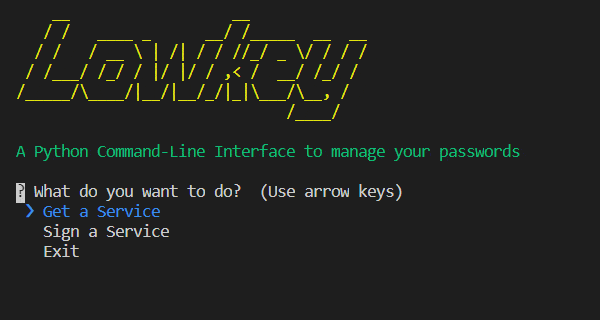 Lowkey
A Python Command-Line Interface to manage your passwords
? What do you want to do?  (Use arrow keys)
❯ Get a Service
Sign a Service
Exit